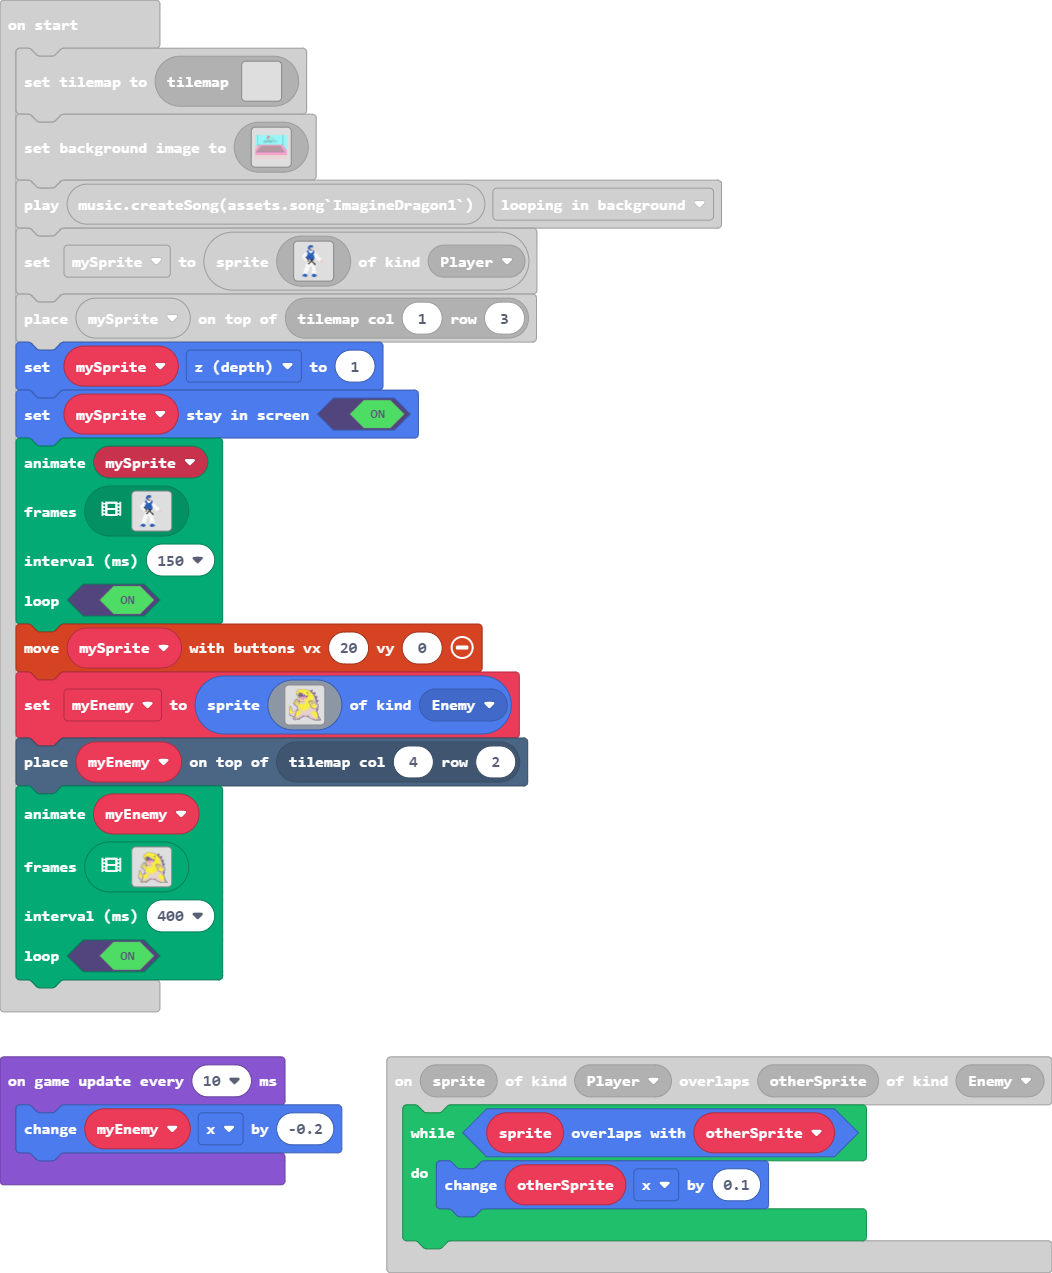 on start
set tilemap to tilemap
set background image to
play music.createSong(assets.song`ImagineDragon1`) looping in background
set mySprite to sprite of kind Player
place mySprite on top of tilemap col 1 row 3
set mySprite z (depth) to 1
set mySprite stay in screen ON
animate mySprite
frames
interval (ms) 150
loop ON
move mySprite with buttons vx 20 vy 0
set myEnemy to sprite of kind Enemy
place myEnemy on top of tilemap col 4 row 2
animate myEnemy
frames
interval (ms) 400
loop ON
on game update every 10 ms
change myEnemy x by -0.2
on sprite of kind Player overlaps otherSprite of kind Enemy
while sprite overlaps with otherSprite
do change otherSprite x by 0.1